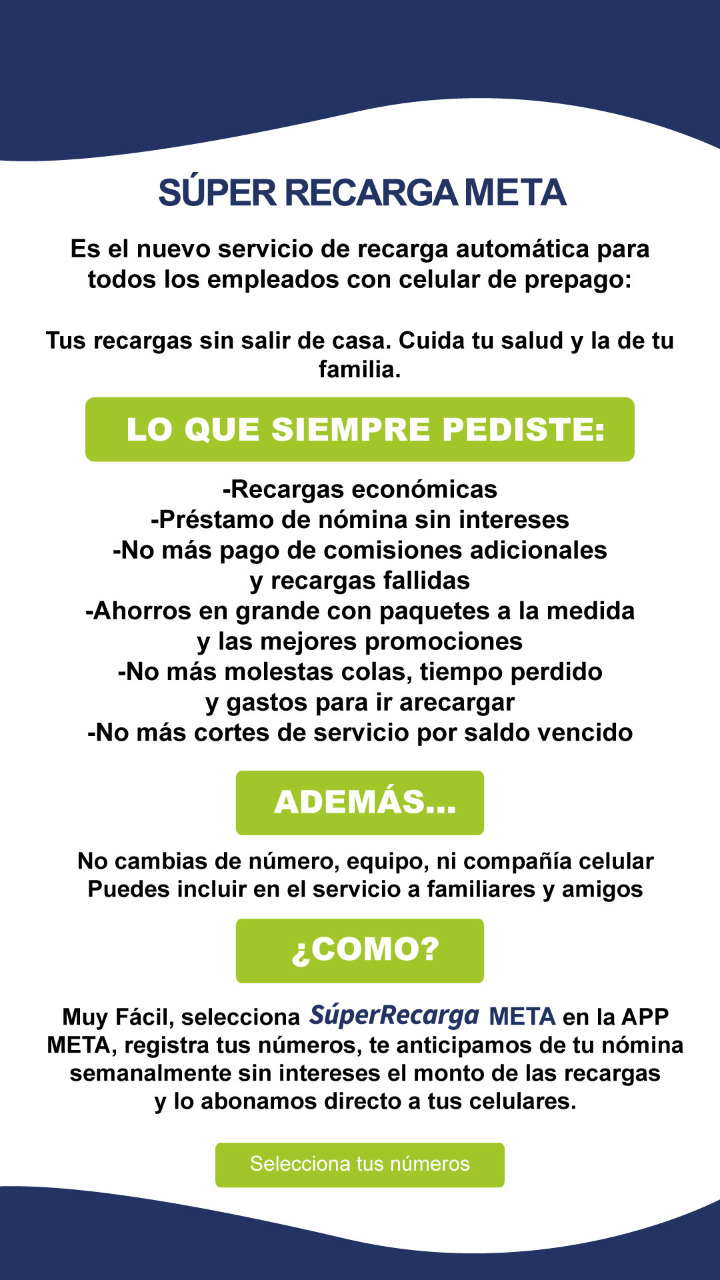 SÚPER RECARGA META
Es el nuevo servicio de recarga automática para
todos los empleados con celular de prepago:
Tus recargas sin salir de casa. Cuida tu salud y la de tu
familia.
LO QUE SIEMPRE PEDISTE:
-Recargas económicas
-Préstamo de nómina sin intereses
-No más pago de comisiones adicionales
y recargas fallidas
-Ahorros en grande con paquetes a la medida
y las mejores promociones
-No más molestas colas, tiempo perdido
y gastos para ir arecargar
-No más cortes de servicio por saldo vencido
ADEMÁS...
No cambias de número, equipo, ni compañía celular
Puedes incluir en el servicio a familiares y amigos
¿COMO?
Muy Fácil, selecciona SúperRecarga META en la APP
META, registra tus números, te anticipamos de tu nómina
semanalmente sin intereses el monto de las recargas
y lo abonamos directo a tus celulares.
Selecciona tus números